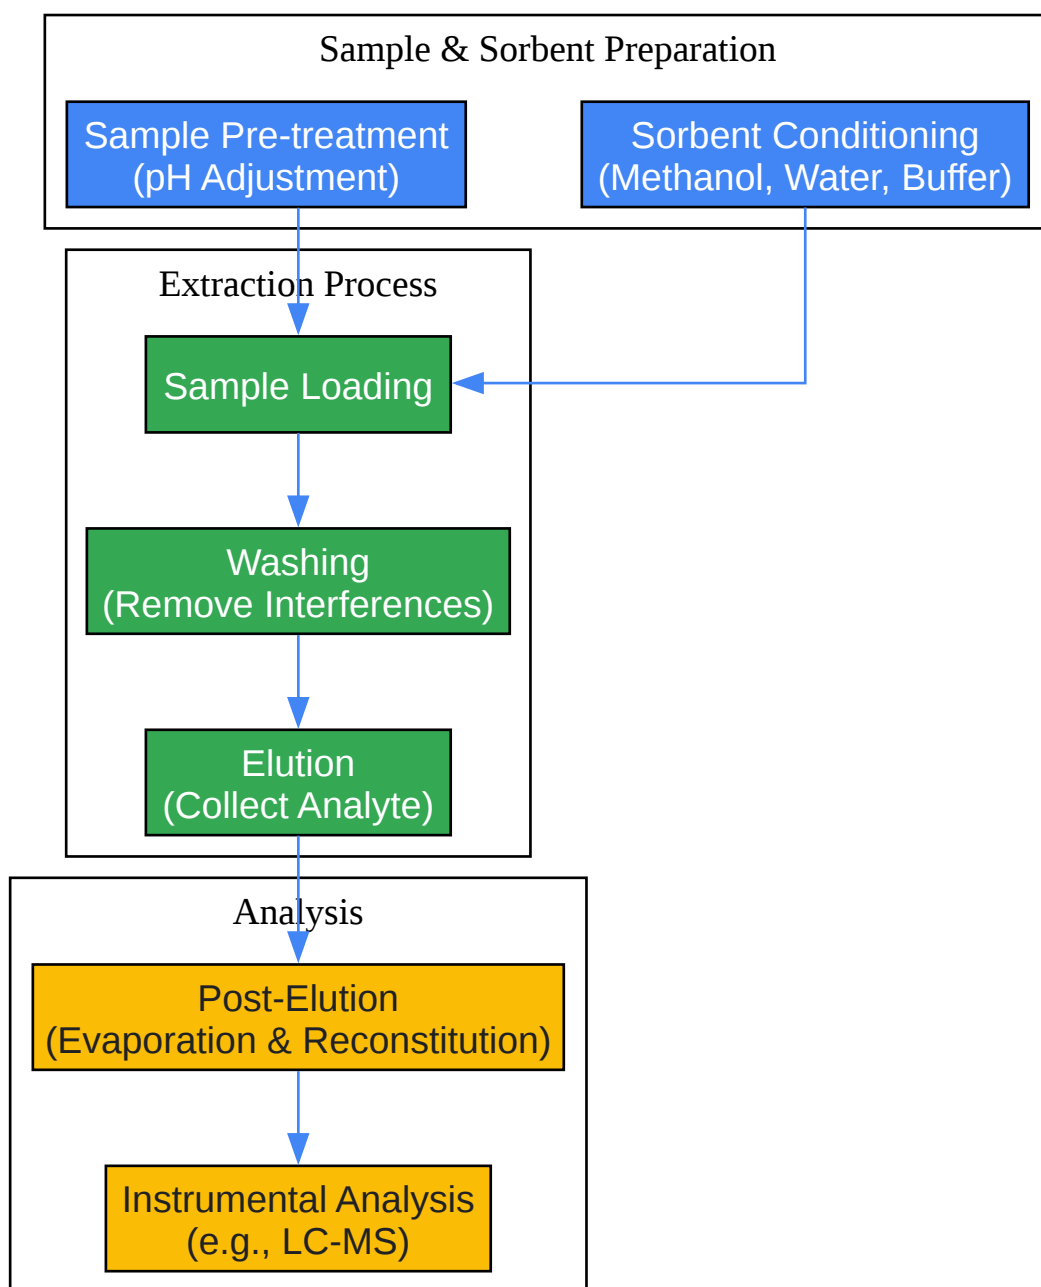 Sample & Sorbent Preparation
Sample Pre-treatment
(pH Adjustment)
Sorbent Conditioning
(Methanol, Water, Buffer)
Extraction Process
Sample Loading
Washing
(Remove Interferences)
Elution
(Collect Analyte)
Analysis
Post-Elution
(Evaporation & Reconstitution)
Instrumental Analysis
(e.g., LC-MS)